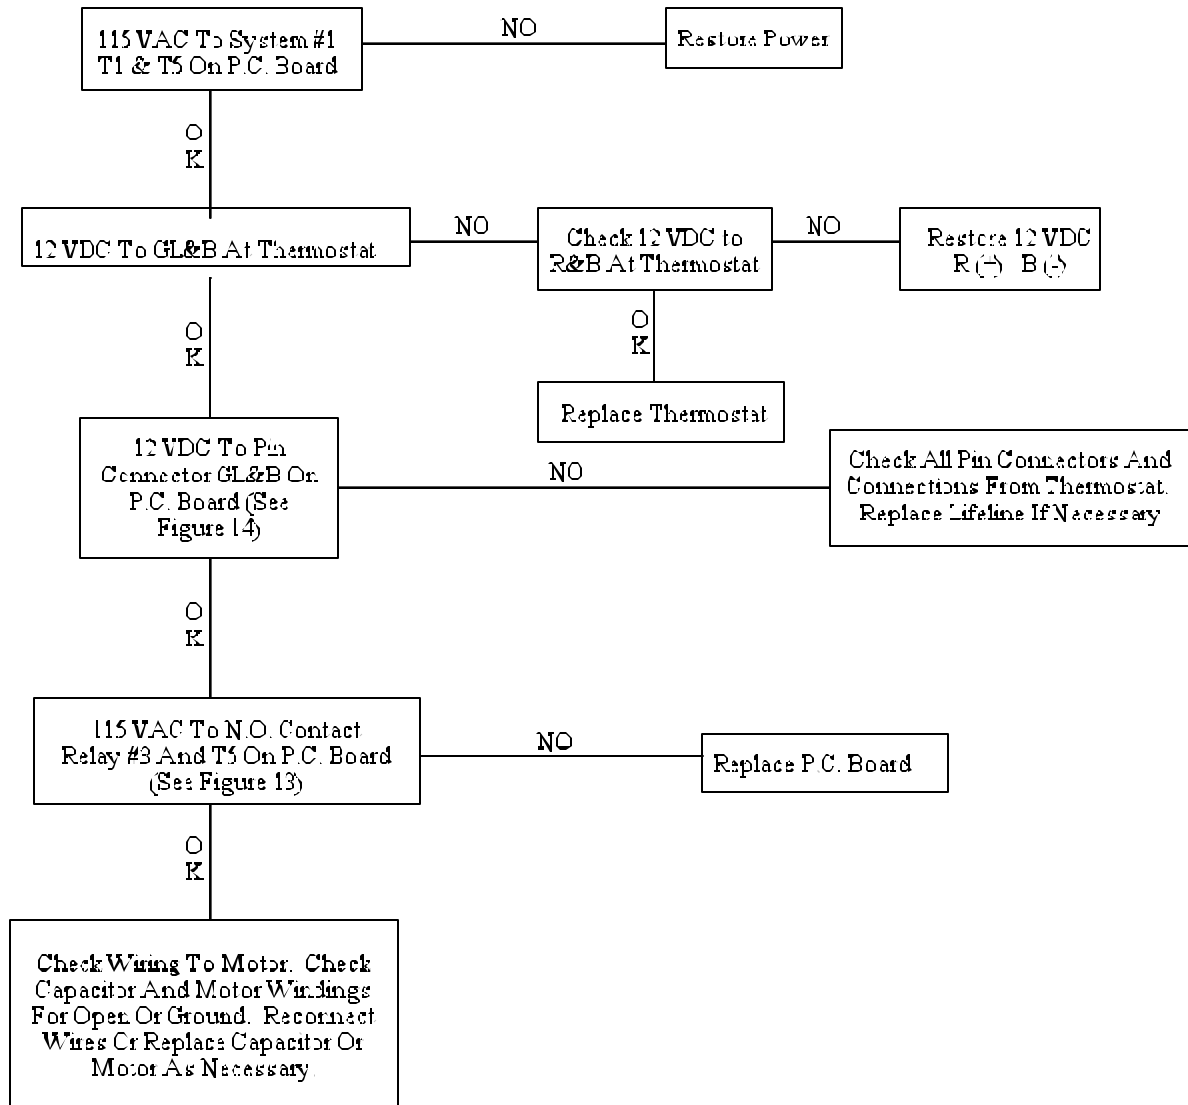 115 VAC To System #1
T1 & T5 On P.C. Board
NO
Restore Power
O
K
12 VDC To GL&B At Thermostat
NO
Check 12 VDC to
R&B At Thermostat
NO
Restore 12 VDC
R (+) B (-)
O
K
O
K
Replace Thermostat
12 VDC To Pin
Connector GL&B On
P.C. Board (See
Figure 14)
NO
Check All Pin Connectors And
Connections From Thermostat.
Replace Lifeline If Necessary
O
K
115 VAC To N.O. Contact
Relay #3 And T5 On P.C. Board
(See Figure 13)
NO
Replace P.C. Board
O
K
Check Wiring To Motor. Check
Capacitor And Motor Windings
For Open Or Ground. Reconnect
Wires Or Replace Capacitor Or
Motor As Necessary.